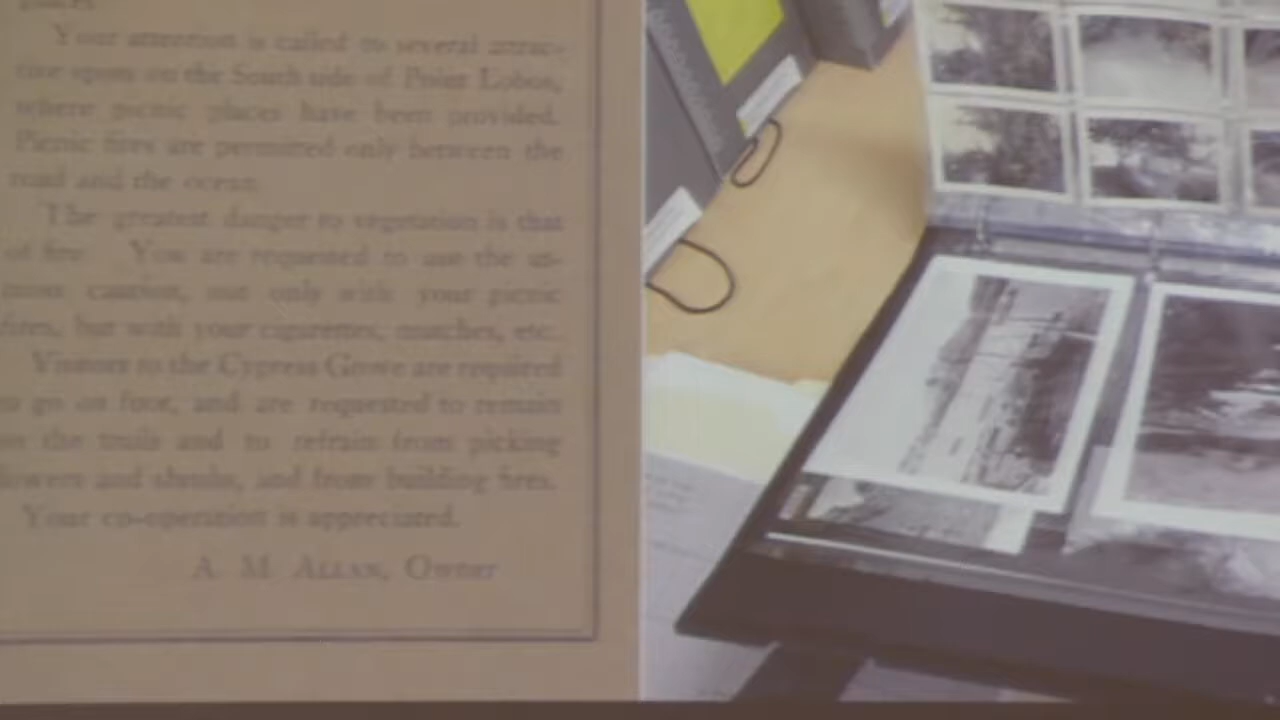 places.
Your attention is called to several attrac-
tive spots on the South side of Point Lobos,
where picnic places have been provided.
Picnic fires are permitted only between the
road and the ocean.
The greatest danger to vegetation is that
of fire. You are requested to use the ut-
most caution, not only with your picnic
fires, but with your cigarettes, matches, etc.
Visitors to the Cypress Grove are required
to go on foot, and are requested to remain
on the trails and to refrain from picking
flowers and shrubs, and from building fires.
Your co-operation is appreciated.
A. M. ALLAN, Owner